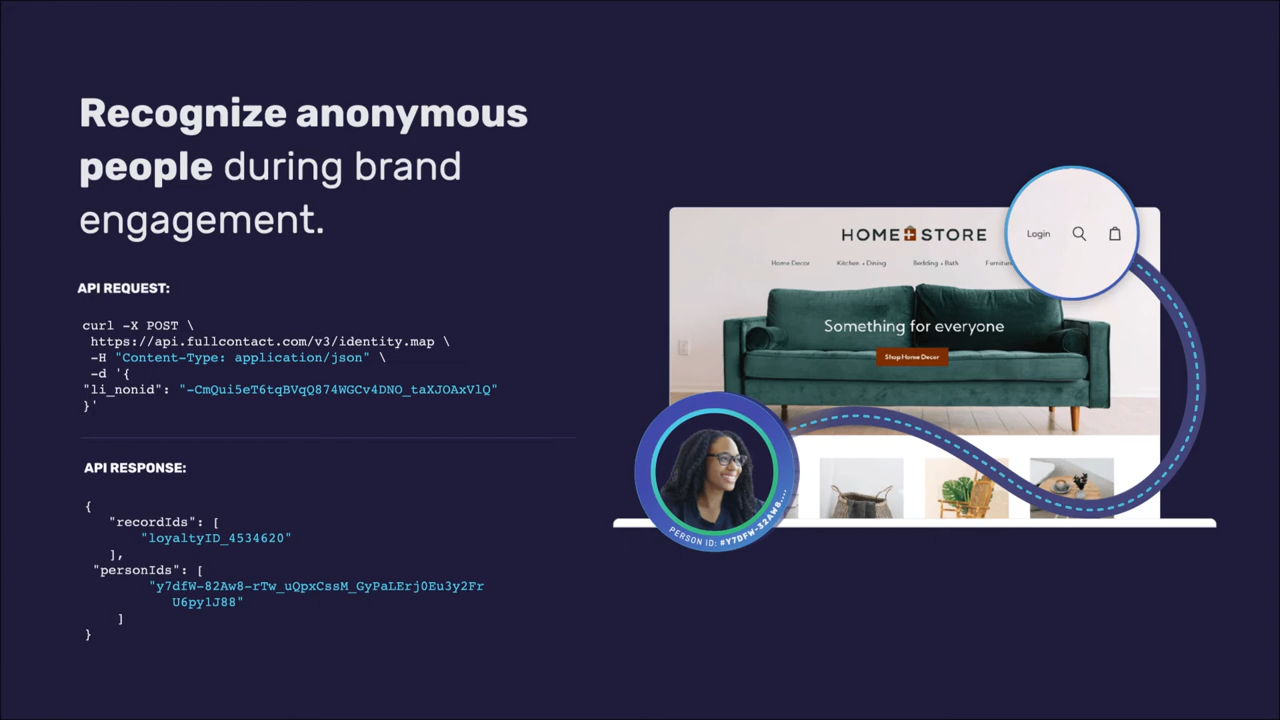 Recognize anonymous
people during brand
engagement.
API REQUEST:
curl -X POST \
https://api.fullcontact.com/v3/identity.map \
-H "Content-Type: application/json" \
-d '{
"li_nonid": "-CmQui5eT6tqBVqQ874WGCv4DNO_taXJOAxVlQ"
}'
API RESPONSE:
{
"recordIds": [
"loyaltyID_4534620"
],
"personIds": [
"y7dfW-82Aw8-rTw_uQpxCssM_GyPaLErj0Eu3y2Fr
U6py1J88"
]
}
HOME STORE
Login
Home Decor Kitchen + Dining Bedding + Bath Furniture
Something for everyone
Shop Home Decor
PERSON ID: #Y7DFW-32AW8....